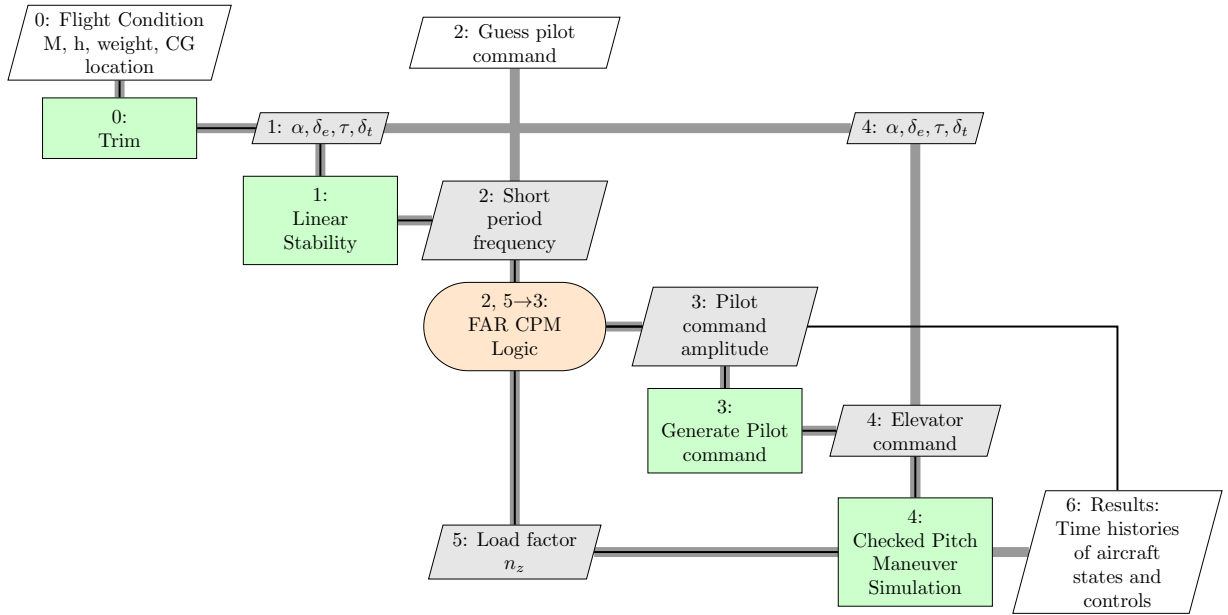 0: Flight Condition
M, h, weight, CG
location
2: Guess pilot
command
0:
Trim
1: α, δₑ, τ, δₜ
4: α, δₑ, τ, δₜ
1:
Linear
Stability
2: Short
period
frequency
2, 5→3:
FAR CPM
Logic
3: Pilot
command
amplitude
3:
Generate Pilot
command
4: Elevator
command
5: Load factor
n_z
4:
Checked Pitch
Maneuver
Simulation
6: Results:
Time histories
of aircraft
states and
controls